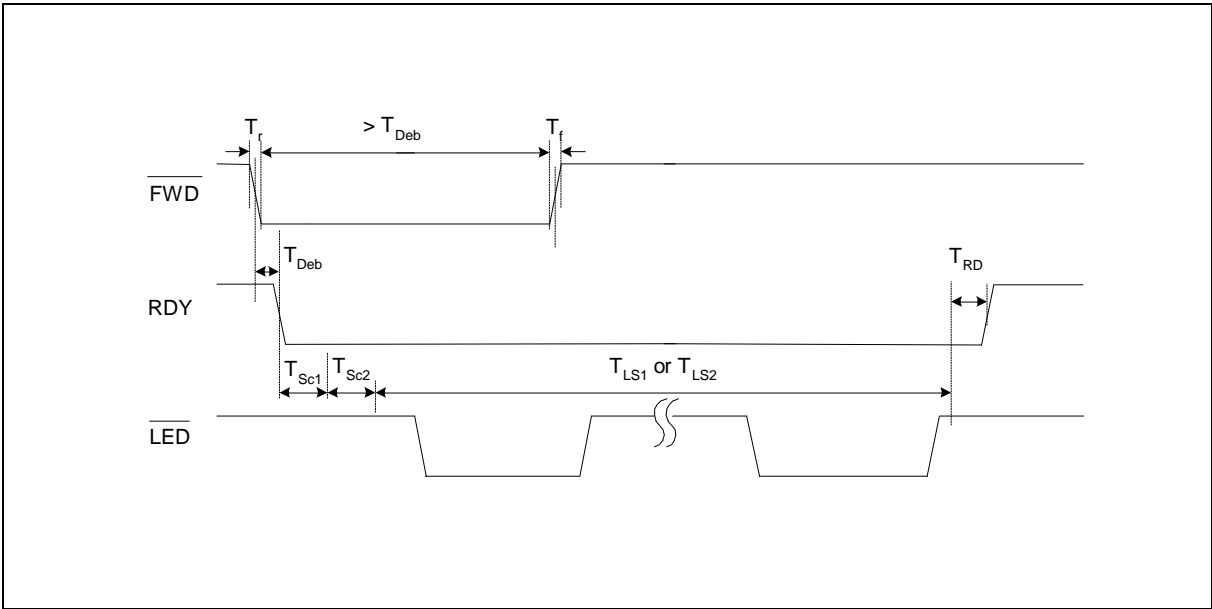 Tr
> TDeb
Tf
FWD
TDeb
TRD
RDY
TSc1
TSc2
TLS1 or TLS2
LED